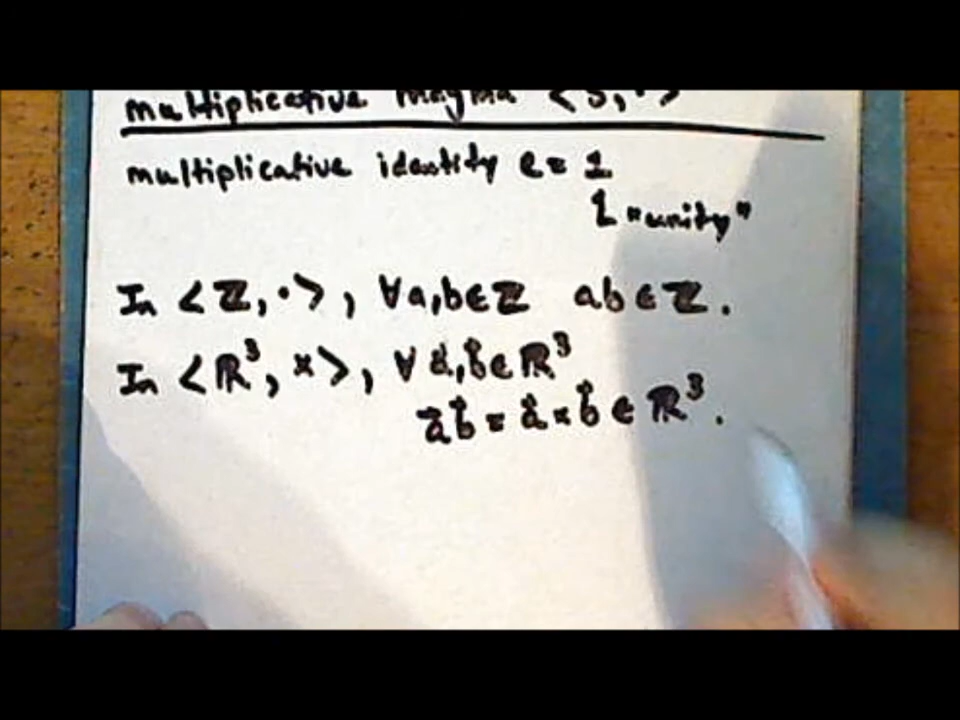 multiplicative magma <S, ·>
multiplicative identity e = 1
1 "unity"
In <ℤ, ·>, ∀a,b∈ℤ ab∈ℤ.
In <ℝ³, ×>, ∀ a⃗,b⃗∈ℝ³
a⃗b⃗ = a⃗×b⃗ ∈ ℝ³.